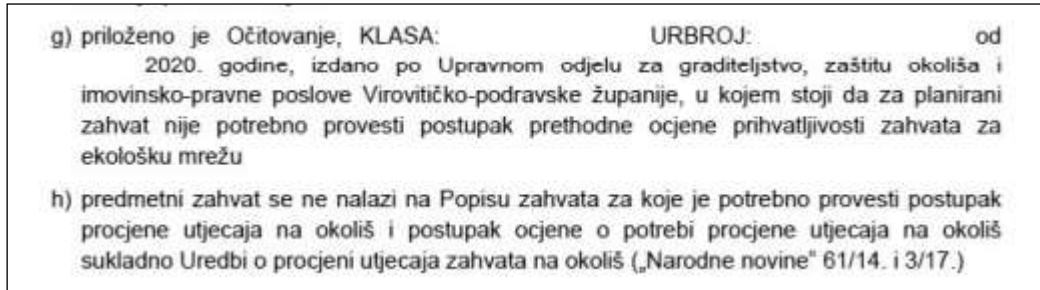 g) priloženo je Očitovanje, KLASA: URBROJ: od
2020. godine, izdano po Upravnom odjelu za graditeljstvo, zaštitu okoliša i
imovinsko-pravne poslove Virovitičko-podravske županije, u kojem stoji da za planirani
zahvat nije potrebno provesti postupak prethodne ocjene prihvatljivosti zahvata za
ekološku mrežu
h) predmetni zahvat se ne nalazi na Popisu zahvata za koje je potrebno provesti postupak
procjene utjecaja na okoliš i postupak ocjene o potrebi procjene utjecaja na okoliš
sukladno Uredbi o procjeni utjecaja zahvata na okoliš („Narodne novine“ 61/14. i 3/17.)